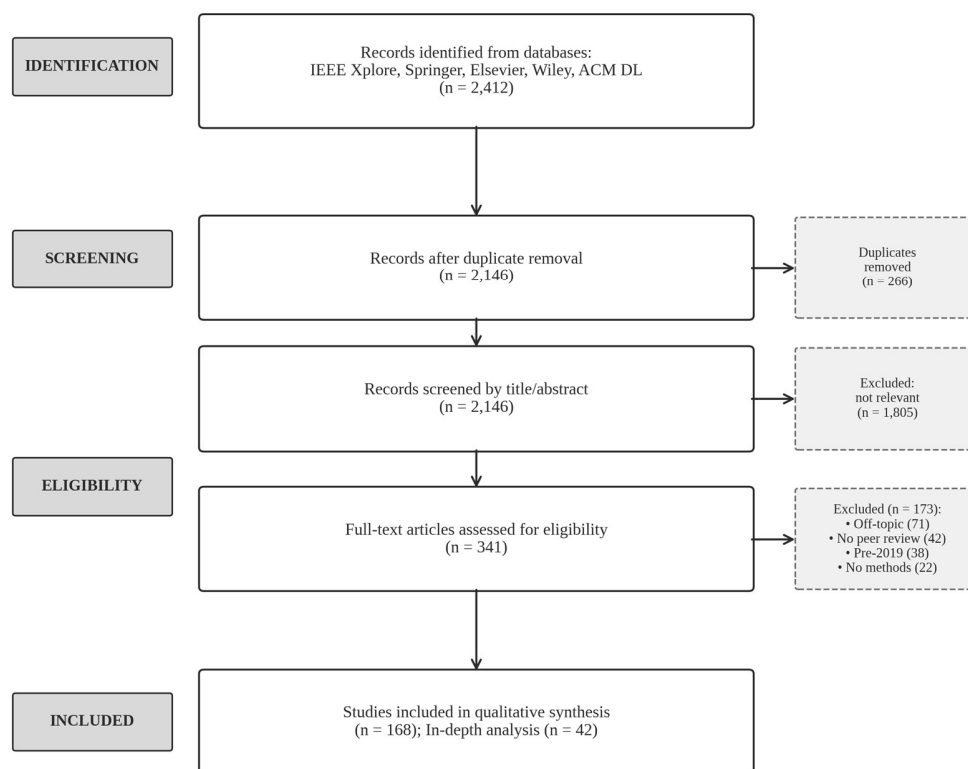 IDENTIFICATION
Records identified from databases:
IEEE Xplore, Springer, Elsevier, Wiley, ACM DL
(n = 2,412)
SCREENING
Records after duplicate removal
(n = 2,146)
Duplicates
removed
(n = 266)
Records screened by title/abstract
(n = 2,146)
Excluded:
not relevant
(n = 1,805)
ELIGIBILITY
Full-text articles assessed for eligibility
(n = 341)
Excluded (n = 173):
• Off-topic (71)
• No peer review (42)
• Pre-2019 (38)
• No methods (22)
INCLUDED
Studies included in qualitative synthesis
(n = 168); In-depth analysis (n = 42)